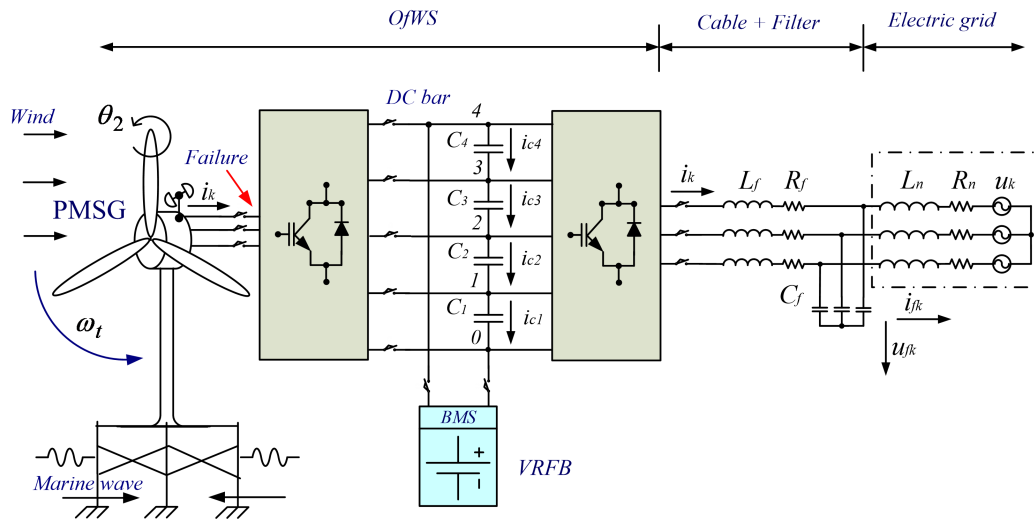 OfWS
Cable + Filter
Electric grid
Wind
θ2
DC bar
4
C4
ic4
Failure
ik
3
PMSG
C3
ic3
2
C2
ic2
1
C1
ic1
0
ωt
ik
Lf
Rf
Ln
Rn
uk
Cf
ifk
ufk
BMS
+
-
VRFB
Marine wave